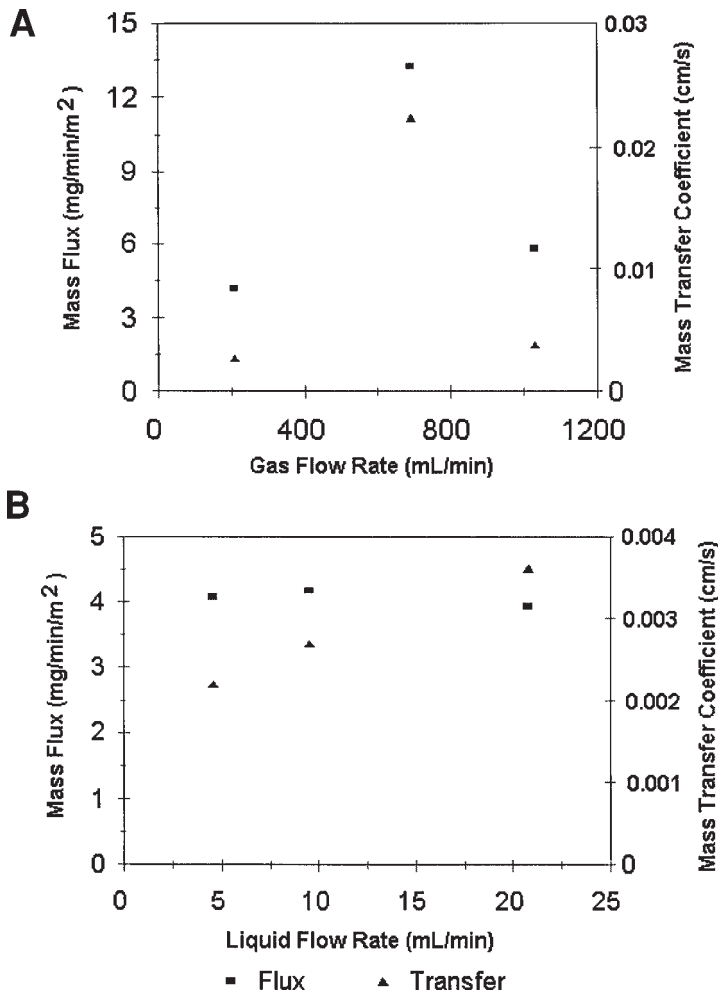 A
15
12
9
6
3
0
Mass Flux (mg/min/m²)
0.03
0.02
0.01
0
Mass Transfer Coefficient (cm/s)
0 400 800 1200
Gas Flow Rate (mL/min)
B
5
4
3
2
1
0
Mass Flux (mg/min/m²)
0.004
0.003
0.002
0.001
0
Mass Transfer Coefficient (cm/s)
0 5 10 15 20 25
Liquid Flow Rate (mL/min)
Flux Transfer